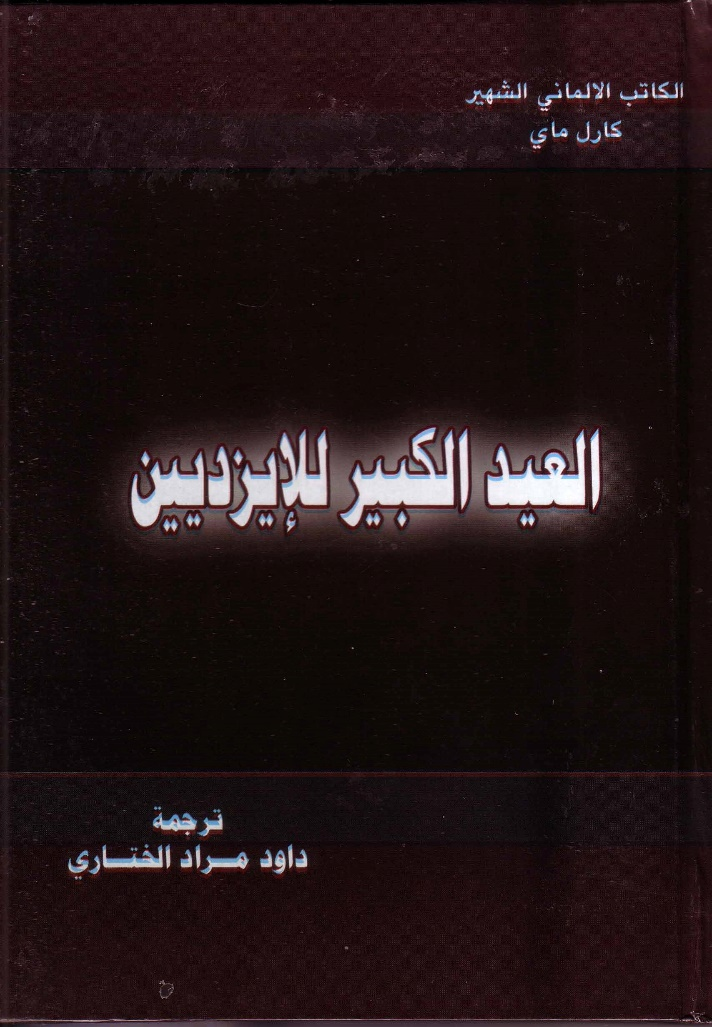 الكاتب الالماني الشهير
كارل ماي
العيد الكبير للإيزديين
ترجمة
داود مـراد الختـاري